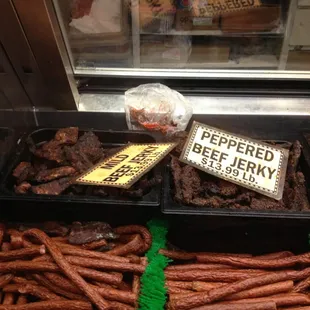 PEPPERED
BEEF JERKY
$13.99 LB.
MILD
BEEF JERKY